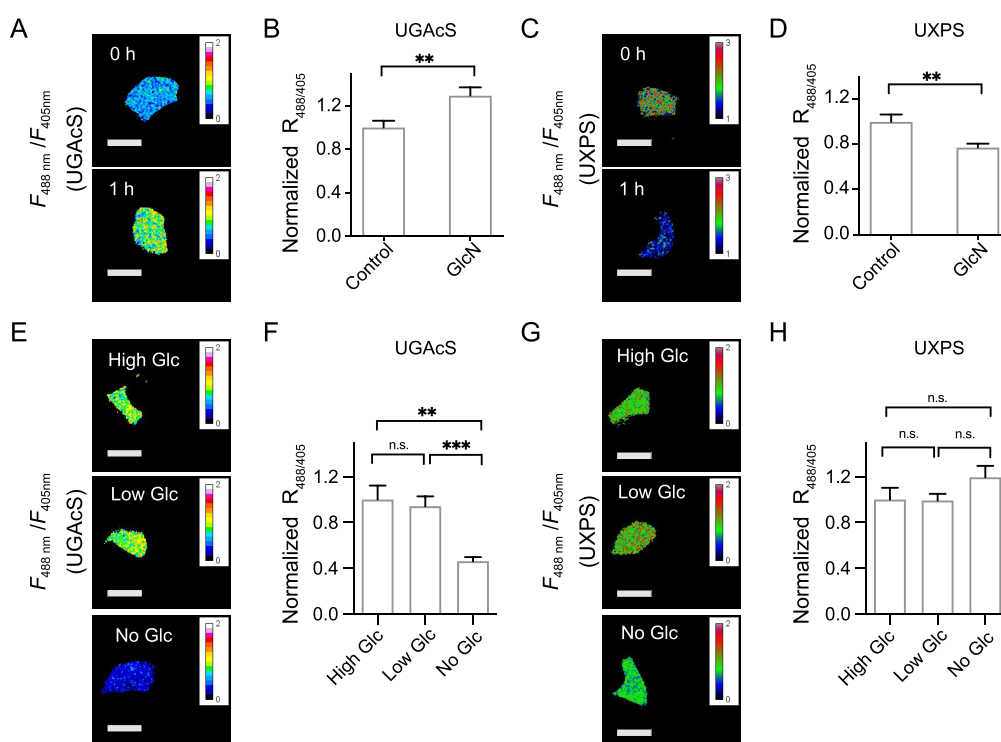 A
F488 nm /F405nm
(UGAcS)
0 h
2
0
1 h
2
0
B
UGAcS
Normalized R488/405
**
1.2
0.8
0.4
0.0
Control
GlcN
C
F488 nm /F405nm
(UXPS)
0 h
3
1
1 h
3
1
D
UXPS
Normalized R488/405
**
1.2
0.8
0.4
0.0
Control
GlcN
E
F488 nm /F405nm
(UGAcS)
High Glc
2
0
Low Glc
2
0
No Glc
2
0
F
UGAcS
Normalized R488/405
**
n.s.
***
1.2
0.8
0.4
0.0
High Glc
Low Glc
No Glc
G
F488 nm /F405nm
(UXPS)
High Glc
2
0
Low Glc
2
0
No Glc
2
0
H
UXPS
Normalized R488/405
n.s.
n.s.
n.s.
1.2
0.8
0.4
0.0
High Glc
Low Glc
No Glc